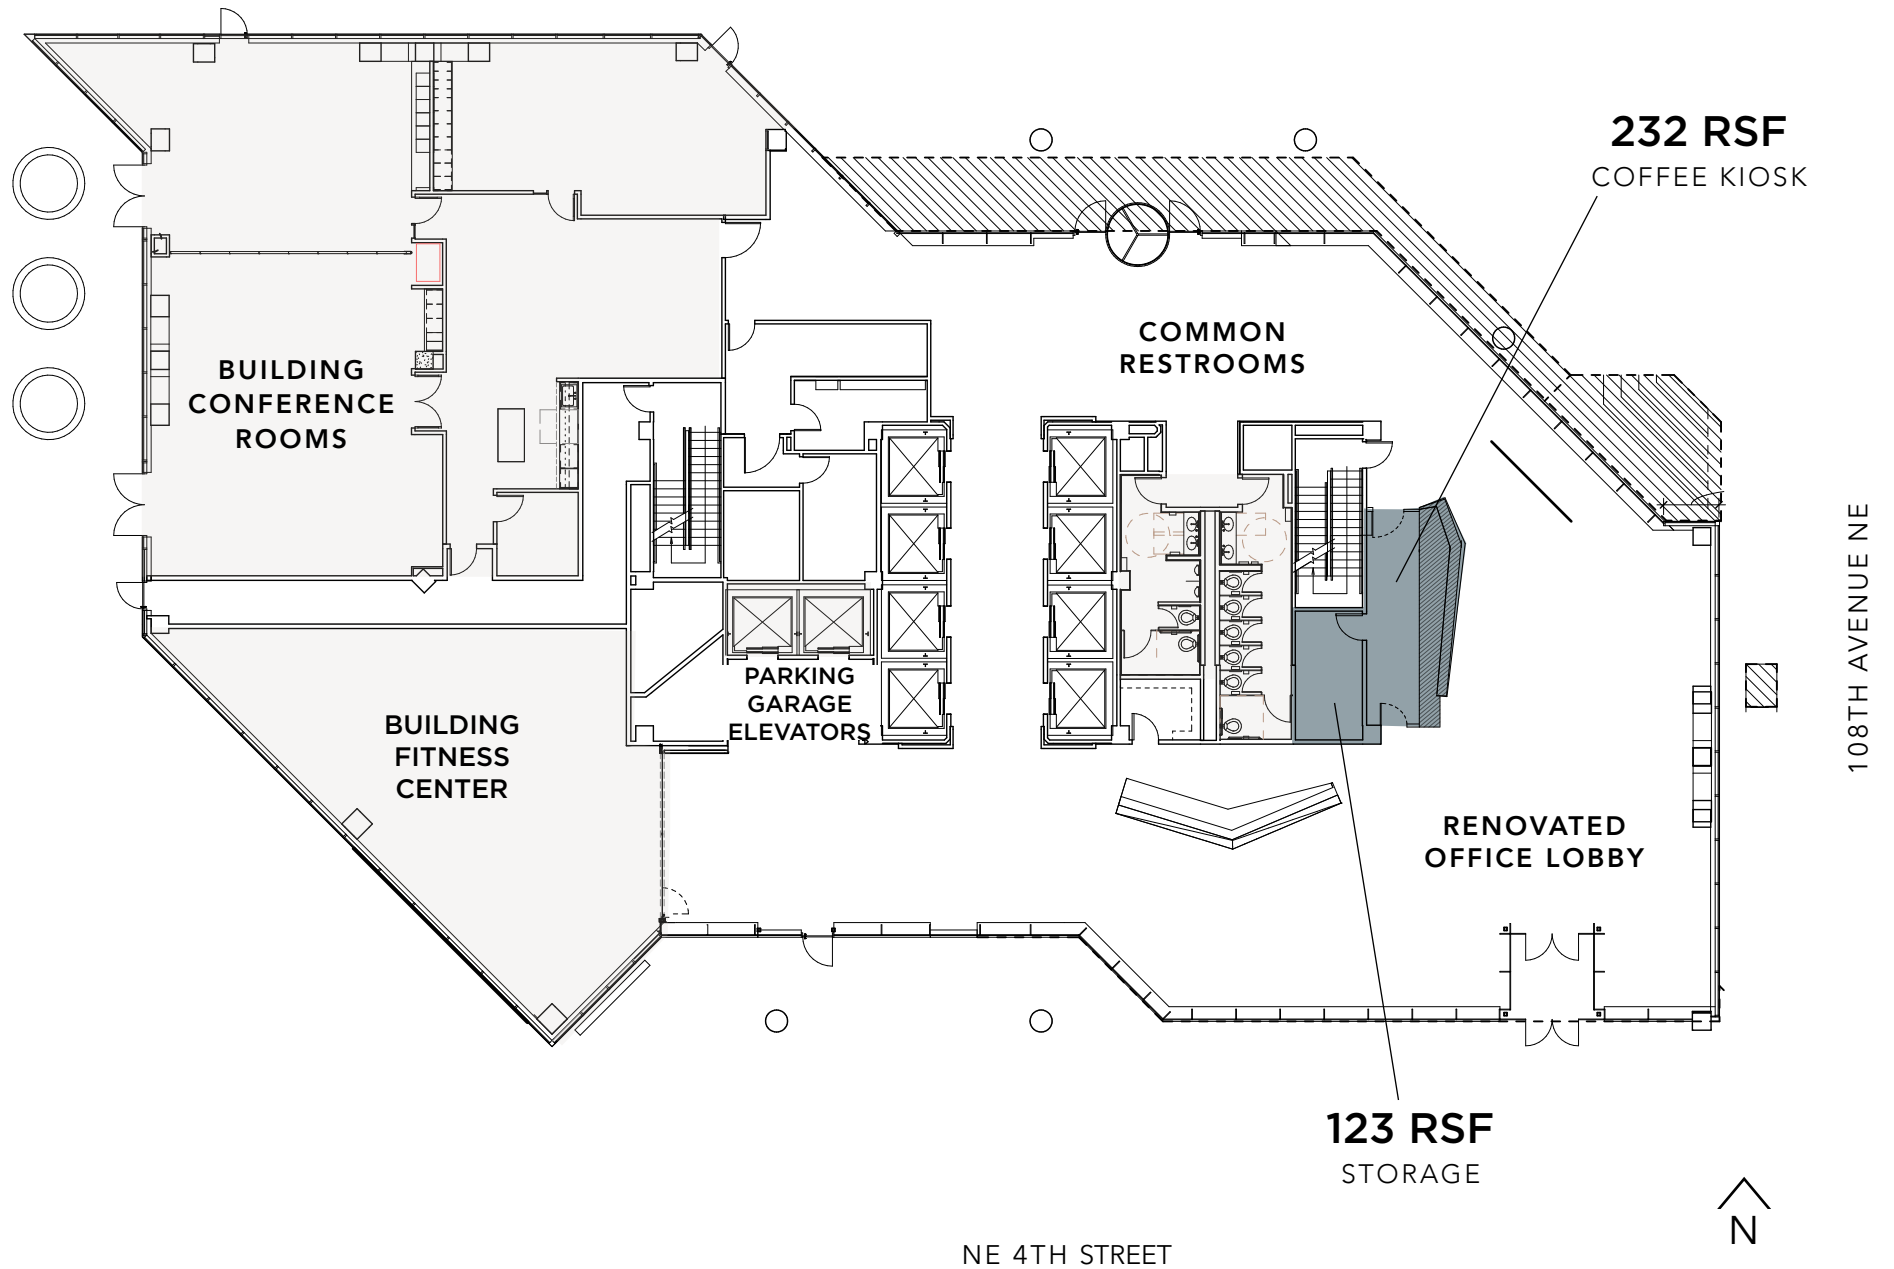 232 RSF
COFFEE KIOSK
COMMON
RESTROOMS
BUILDING
CONFERENCE
ROOMS
PARKING
GARAGE
ELEVATORS
BUILDING
FITNESS
CENTER
RENOVATED
OFFICE LOBBY
108TH AVENUE NE
123 RSF
STORAGE
N
NE 4TH STREET